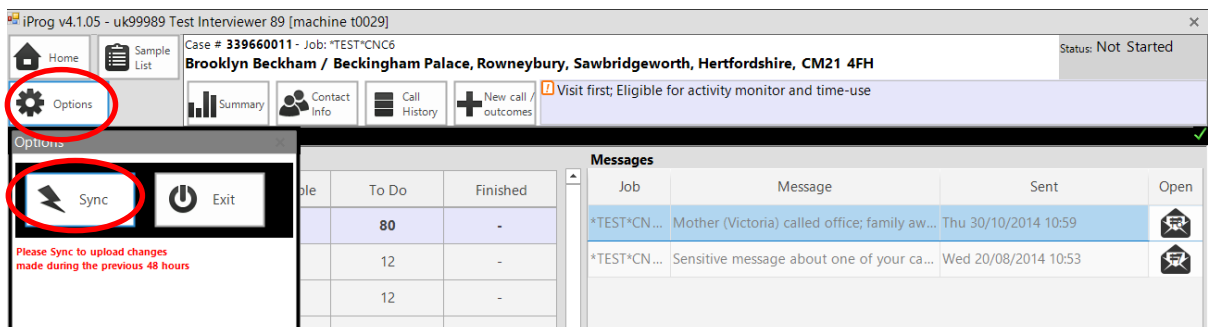 iProg v4.1.05 - uk99989 Test Interviewer 89 [machine t0029]
Home
Sample
List
Case # 339660011 - Job: *TEST*CNC6
Brooklyn Beckham / Beckingham Palace, Rowneybury, Sawbridgeworth, Hertfordshire, CM21 4FH
Status: Not Started
Options
Summary
Contact
Info
Call
History
New call /
outcomes
Visit first; Eligible for activity monitor and time-use
Options
Sync
Exit
Please Sync to upload changes
made during the previous 48 hours
To Do
Finished
80
-
12
-
12
-
Messages
Job
Message
Sent
Open
*TEST*CN... Mother (Victoria) called office; family aw... Thu 30/10/2014 10:59
*TEST*CN... Sensitive message about one of your ca... Wed 20/08/2014 10:53